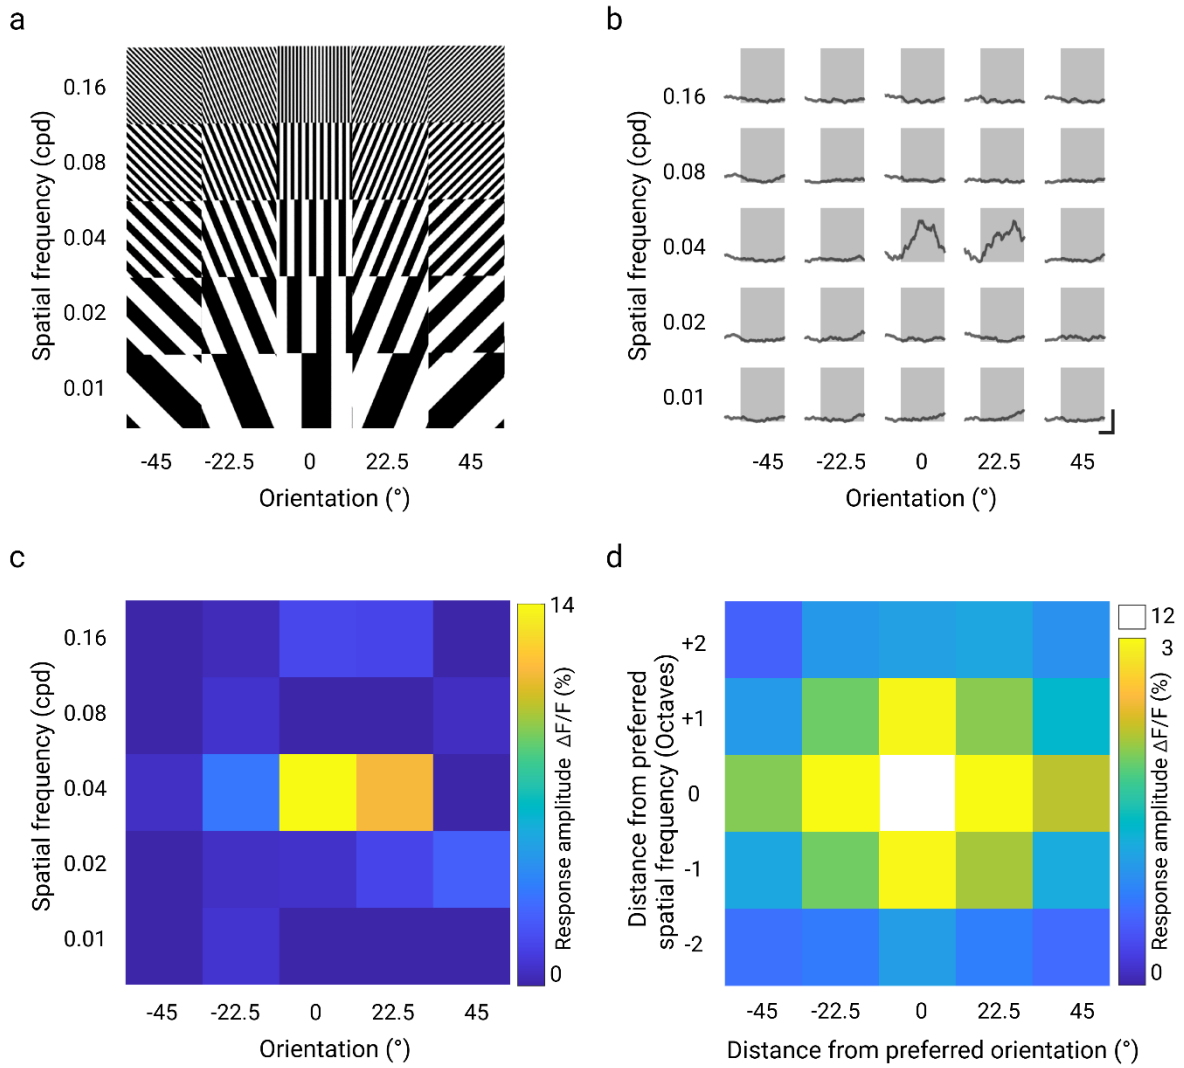 a
Spatial frequency (cpd)
0.16
0.08
0.04
0.02
0.01
-45 -22.5 0 22.5 45
Orientation (°)
b
Spatial frequency (cpd)
0.16
0.08
0.04
0.02
0.01
-45 -22.5 0 22.5 45
Orientation (°)
c
Spatial frequency (cpd)
0.16
0.08
0.04
0.02
0.01
-45 -22.5 0 22.5 45
Orientation (°)
14
Response amplitude ΔF/F (%)
0
d
Distance from preferred
spatial frequency (Octaves)
+2
+1
0
-1
-2
-45 -22.5 0 22.5 45
Distance from preferred orientation (°)
12
3
Response amplitude ΔF/F (%)
0